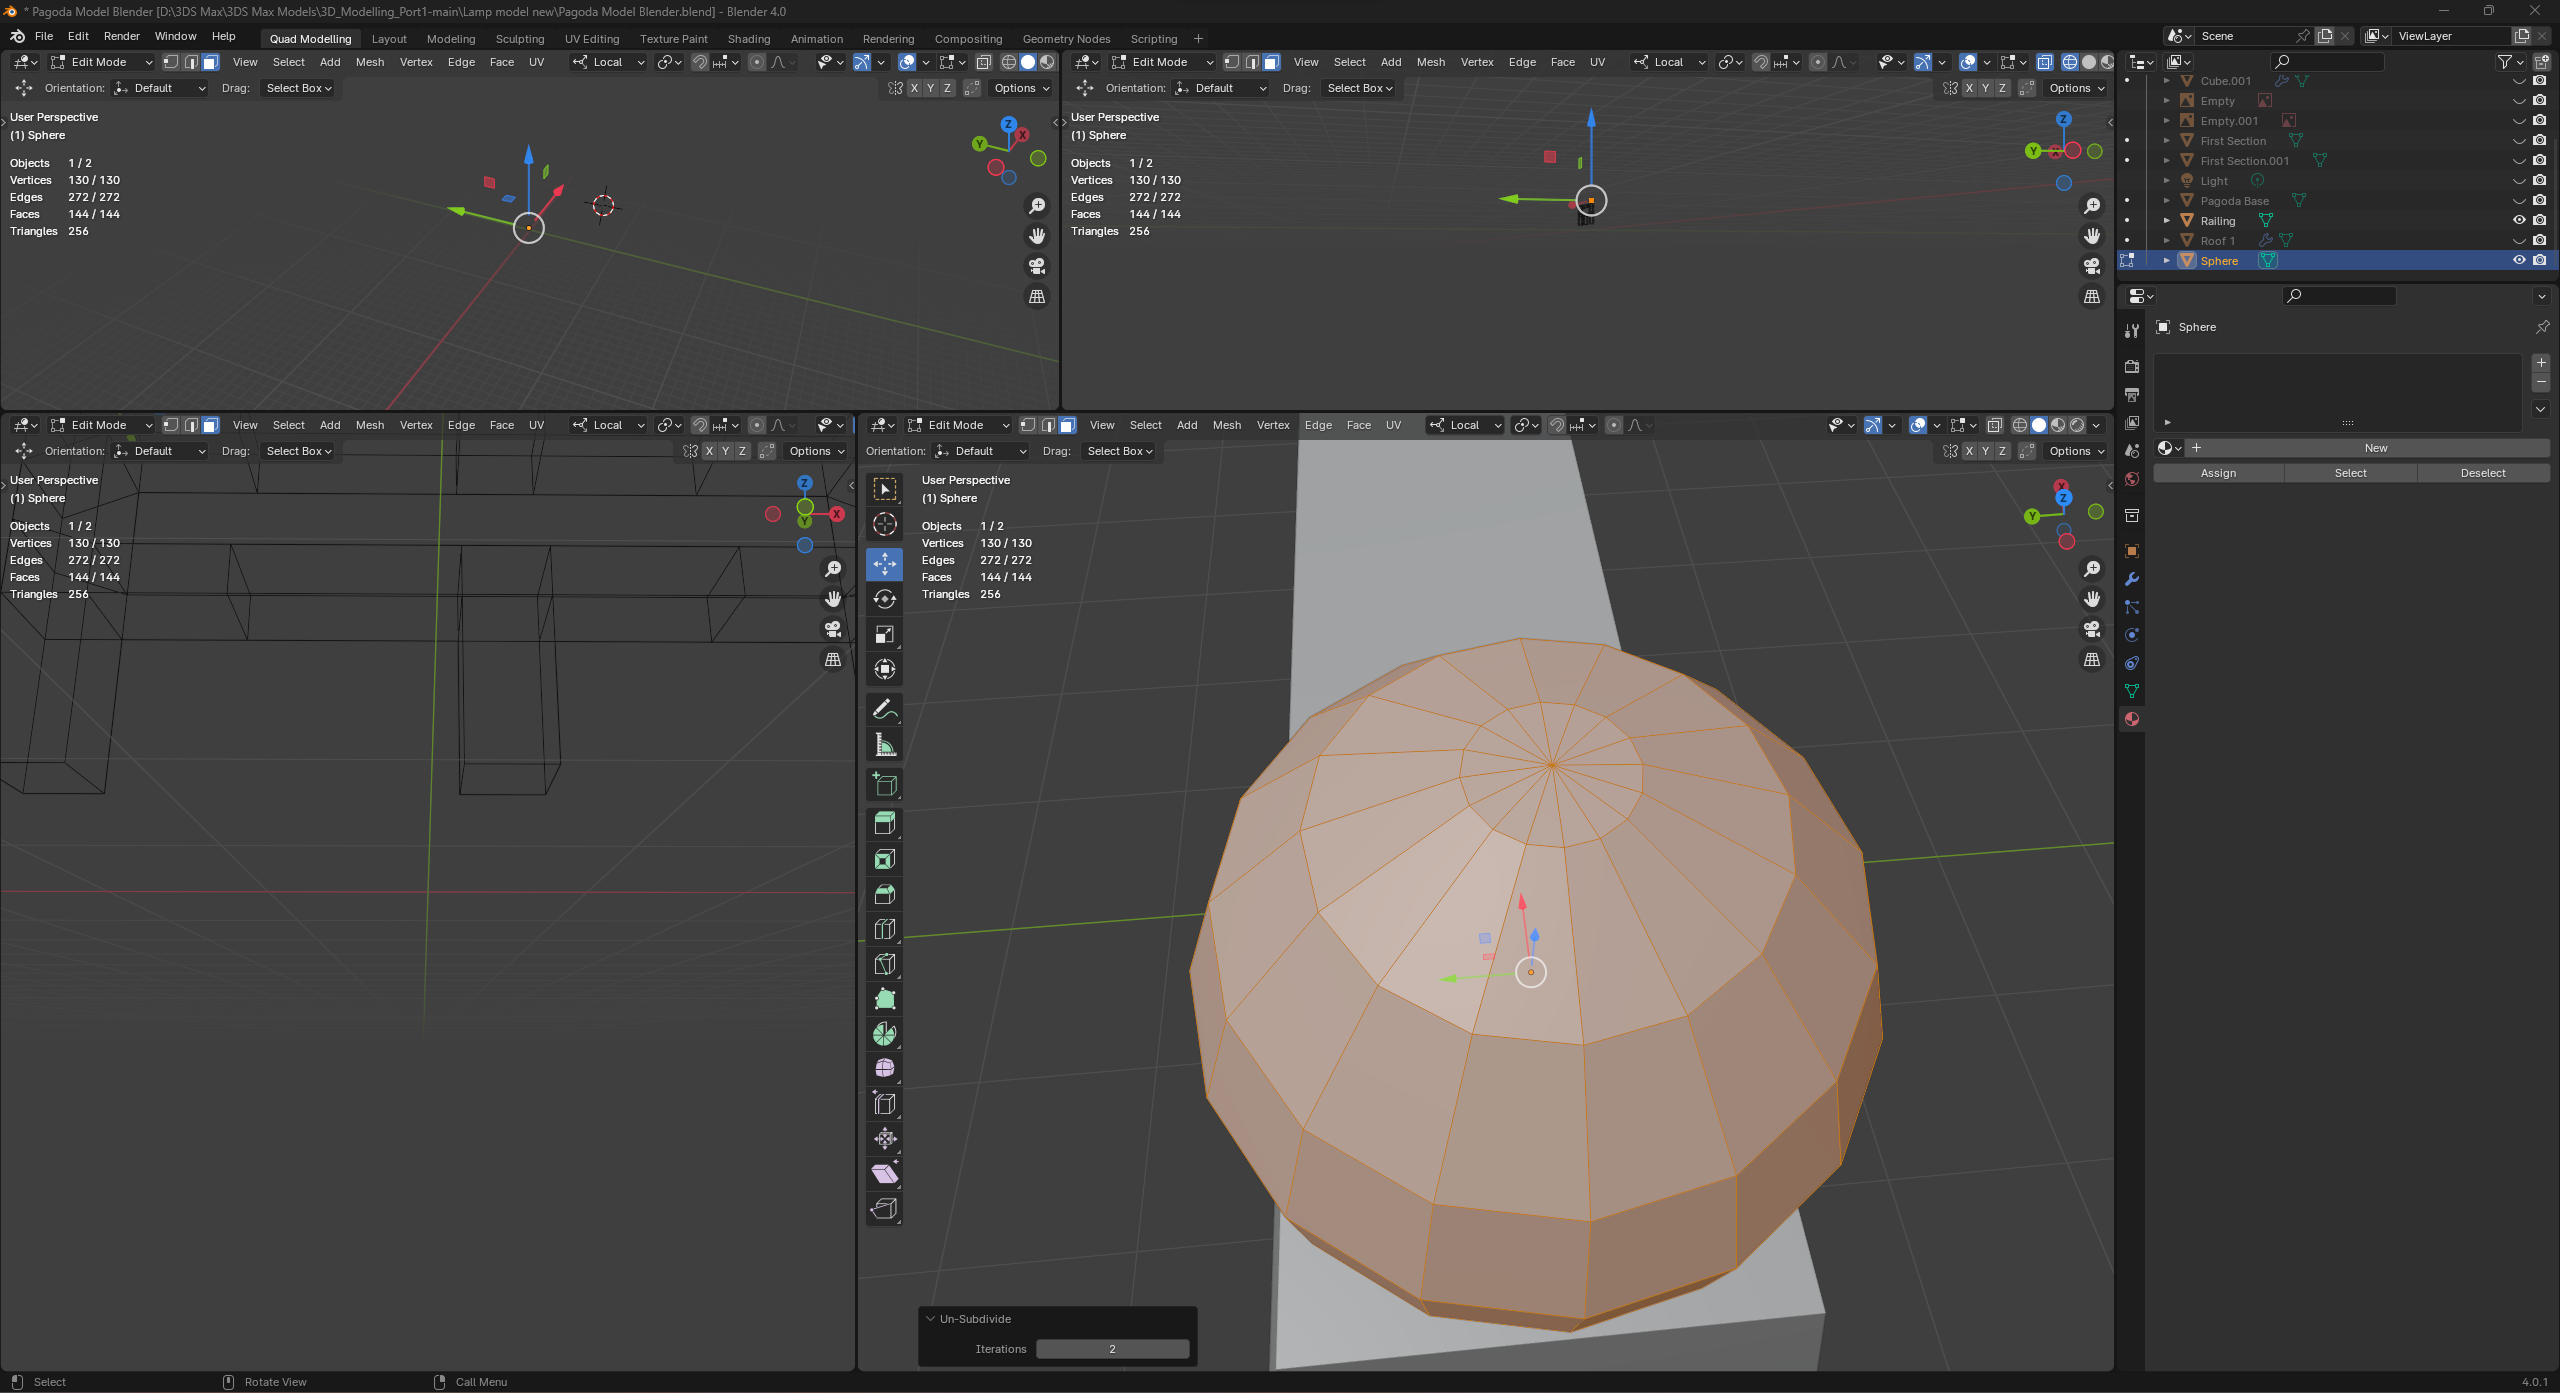 * Pagoda Model Blender [D:\3DS Max\3DS Max Models\3D_Modelling_Port1-main\Lamp model new\Pagoda Model Blender.blend] - Blender 4.0
File Edit Render Window Help Quad Modelling Layout Modeling Sculpting UV Editing Texture Paint Shading Animation Rendering Compositing Geometry Nodes Scripting + Scene ViewLayer
Edit Mode View Select Add Mesh Vertex Edge Face UV Local
Orientation: Default Drag: Select Box X Y Z Options
User Perspective
(1) Sphere
Objects 1 / 2
Vertices 130 / 130
Edges 272 / 272
Faces 144 / 144
Triangles 256
Z
X
Y
Edit Mode View Select Add Mesh Vertex Edge Face UV Local
Orientation: Default Drag: Select Box X Y Z Options
User Perspective
(1) Sphere
Objects 1 / 2
Vertices 130 / 130
Edges 272 / 272
Faces 144 / 144
Triangles 256
Z
Y X
Cube.001
Empty
Empty.001
First Section
First Section.001
Light
Pagoda Base
Railing
Roof 1
Sphere
Sphere
+
−
+ New
Assign Select Deselect
Edit Mode View Select Add Mesh Vertex Edge Face UV Local
Orientation: Default Drag: Select Box X Y Z Options
User Perspective
(1) Sphere
Objects 1 / 2
Vertices 130 / 130
Edges 272 / 272
Faces 144 / 144
Triangles 256
Z
X
Y
Edit Mode View Select Add Mesh Vertex Edge Face UV Local
Orientation: Default Drag: Select Box X Y Z Options
User Perspective
(1) Sphere
Objects 1 / 2
Vertices 130 / 130
Edges 272 / 272
Faces 144 / 144
Triangles 256
X
Z
Y
Un-Subdivide
Iterations 2
Select Rotate View Call Menu 4.0.1